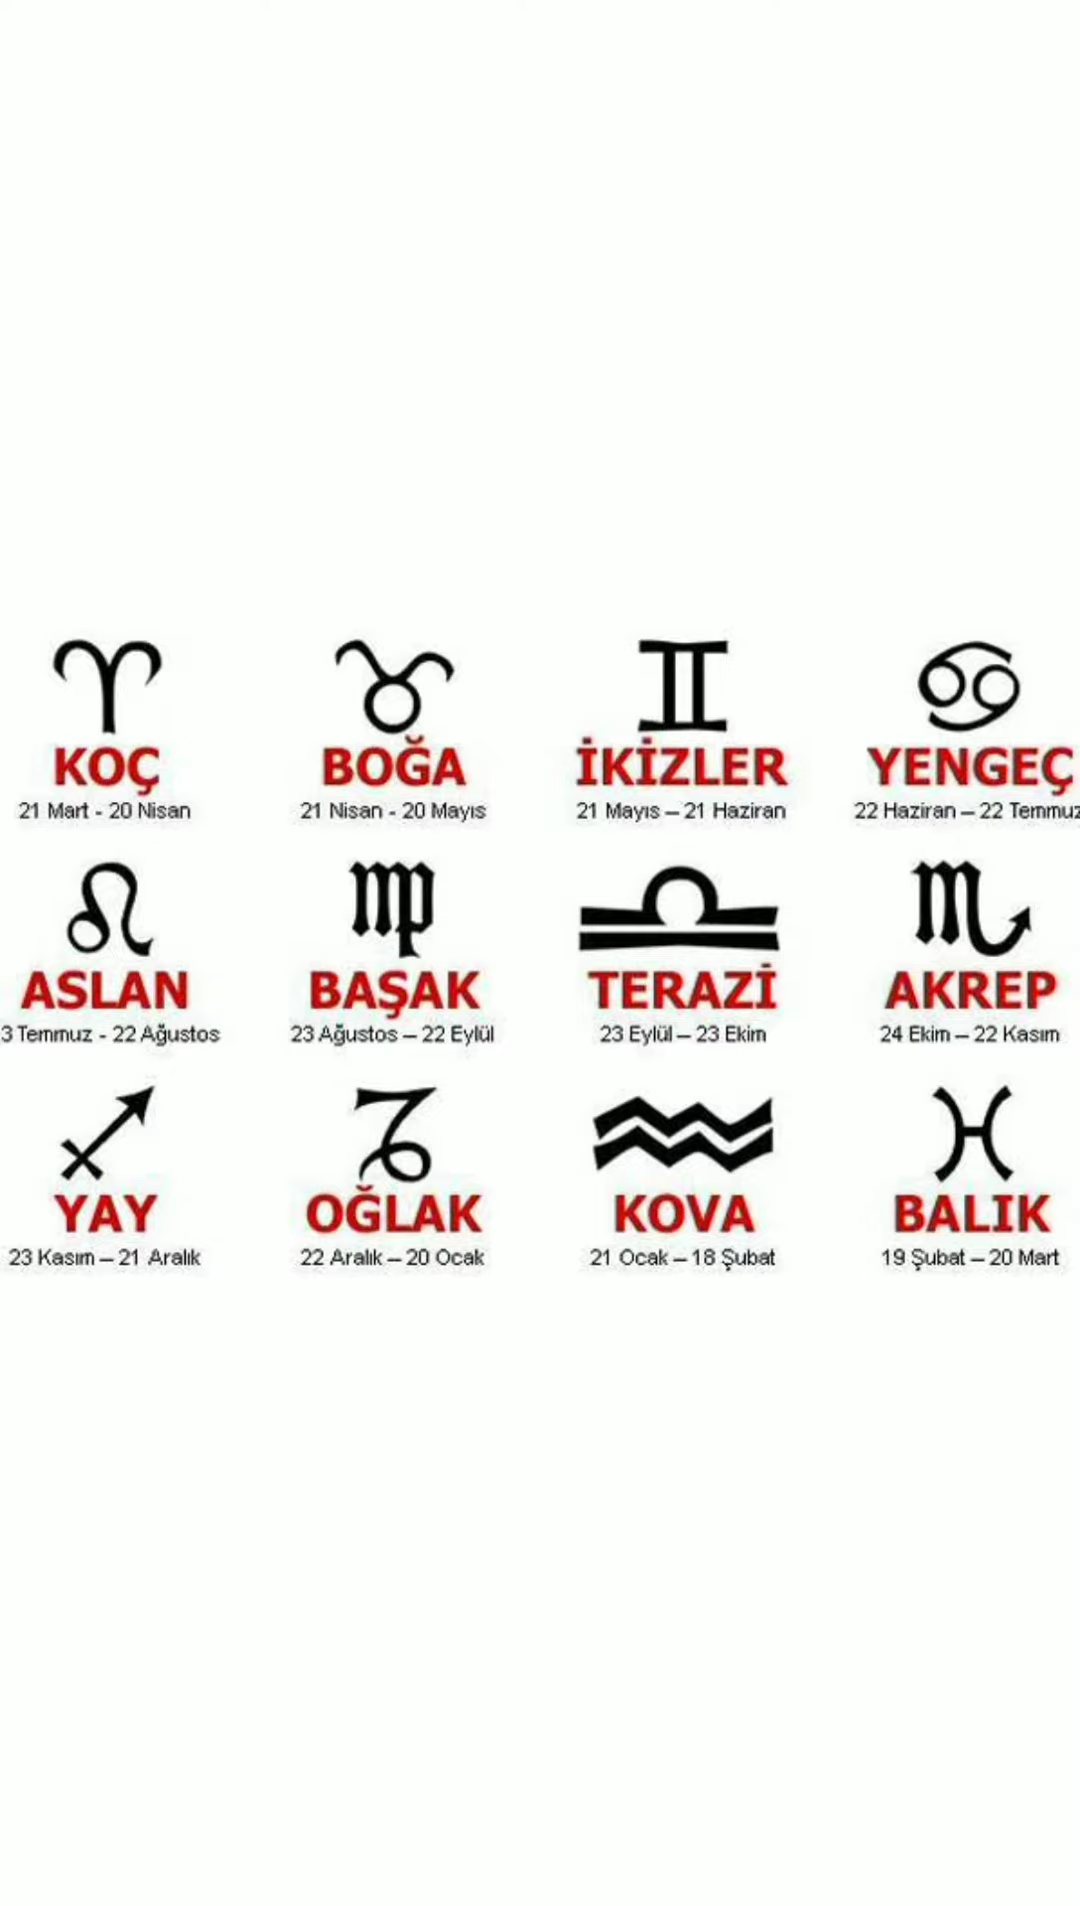 KOÇ BOĞA İKİZLER YENGEÇ
21 Mart - 20 Nisan 21 Nisan - 20 Mayıs 21 Mayıs – 21 Haziran 22 Haziran – 22 Temmuz
ASLAN BAŞAK TERAZİ AKREP
3 Temmuz - 22 Ağustos 23 Ağustos – 22 Eylül 23 Eylül – 23 Ekim 24 Ekim – 22 Kasım
YAY OĞLAK KOVA BALIK
23 Kasım – 21 Aralık 22 Aralık – 20 Ocak 21 Ocak – 18 Şubat 19 Şubat – 20 Mart